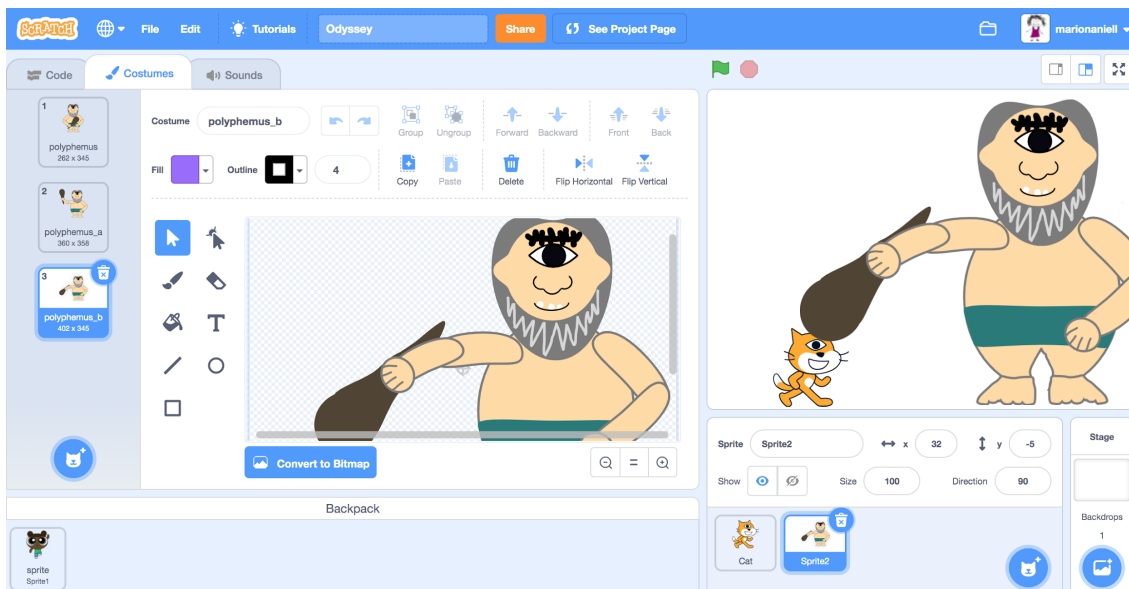 SCRATCH File Edit Tutorials Odyssey Share See Project Page marionaniell
Code Costumes Sounds
1
polyphemus
262 x 345
2
polyphemus_a
360 x 358
3
polyphemus_b
402 x 345
Costume polyphemus_b Group Ungroup Forward Backward Front Back
Fill Outline 4 Copy Paste Delete Flip Horizontal Flip Vertical
T
Convert to Bitmap
Backpack
sprite
Sprite1
Sprite Sprite2 x 32 y -5
Show Size 100 Direction 90
Cat Sprite2
Stage
Backdrops
1